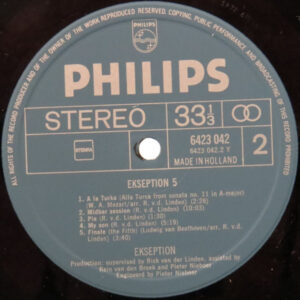 ALL RIGHTS OF THE RECORD PRODUCER AND OF THE OWNER OF THE WORK REPRODUCED RESERVED. COPYING, PUBLIC PERFORMANCE AND BROADCASTING OF THIS RECORD PROHIBITED
PHILIPS
STEREO
33 1/3
STEMRA
6423 042
6423 042.2 Y
MADE IN HOLLAND
2
EKSEPTION 5
1. A la Turka (Alla Turca from sonata no. 11 in A-major)
(W. A. Mozart/arr. R. v.d. Linden) (2:26)
2. Midbar session (R. v.d. Linden) (10:03)
3. Pie (R. v.d. Linden) (1:30)
4. My son (R. v.d. Linden) (5:19)
5. Finale (the Fifth) (Ludwig van Beethoven/arr. R. v.d.
Linden) (3:40)
EKSEPTION
Production: supervised by Rick van der Linden, assisted by
Rein van den Broek and Pieter Nieboer
Engineered by Pieter Nieboer